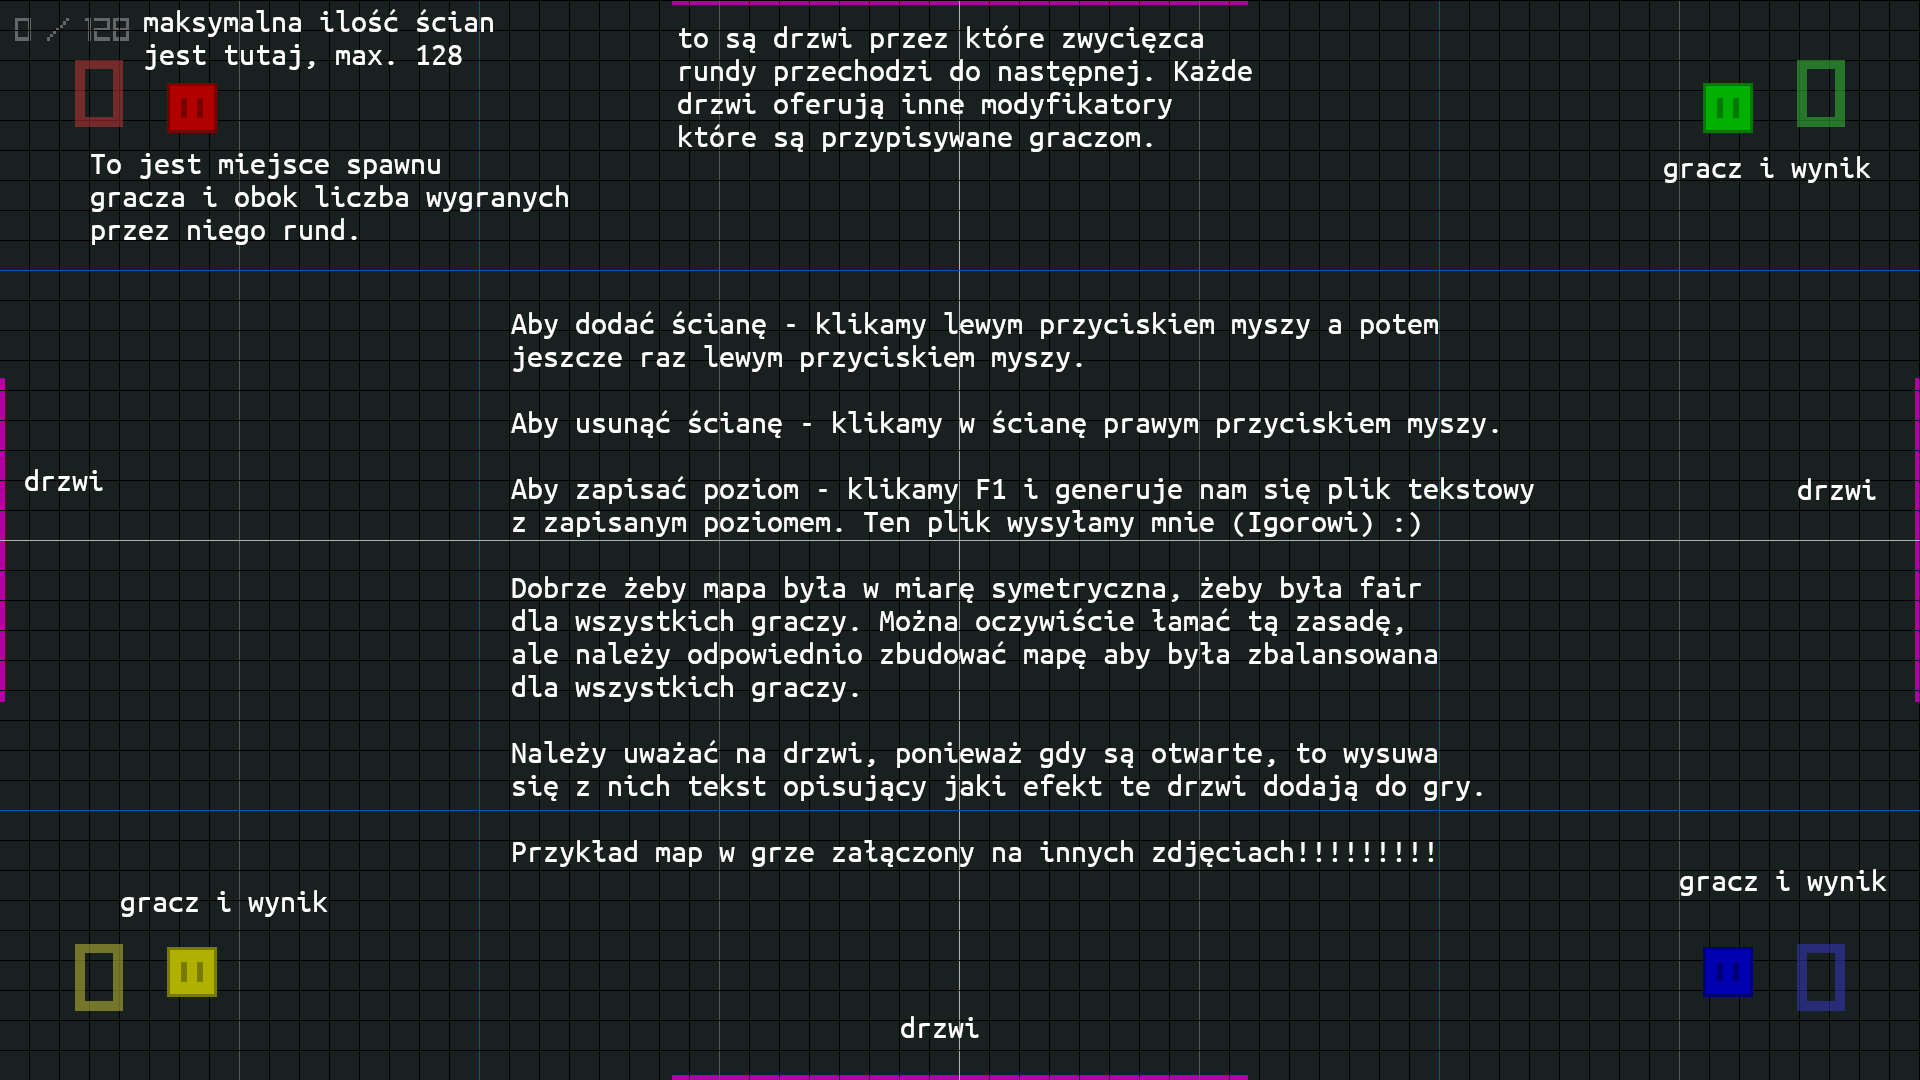 0 / 128
maksymalna ilość ścian
jest tutaj, max. 128
0
To jest miejsce spawnu
gracza i obok liczba wygranych
przez niego rund.
to są drzwi przez które zwycięzca
rundy przechodzi do następnej. Każde
drzwi oferują inne modyfikatory
które są przypisywane graczom.
0
gracz i wynik
Aby dodać ścianę - klikamy lewym przyciskiem myszy a potem
jeszcze raz lewym przyciskiem myszy.
Aby usunąć ścianę - klikamy w ścianę prawym przyciskiem myszy.
Aby zapisać poziom - klikamy F1 i generuje nam się plik tekstowy
z zapisanym poziomem. Ten plik wysyłamy mnie (Igorowi) :)
Dobrze żeby mapa była w miarę symetryczna, żeby była fair
dla wszystkich graczy. Można oczywiście łamać tą zasadę,
ale należy odpowiednio zbudować mapę aby była zbalansowana
dla wszystkich graczy.
Należy uważać na drzwi, ponieważ gdy są otwarte, to wysuwa
się z nich tekst opisujący jaki efekt te drzwi dodają do gry.
Przykład map w grze załączony na innych zdjęciach!!!!!!!!!
drzwi
drzwi
gracz i wynik
0
gracz i wynik
0
drzwi